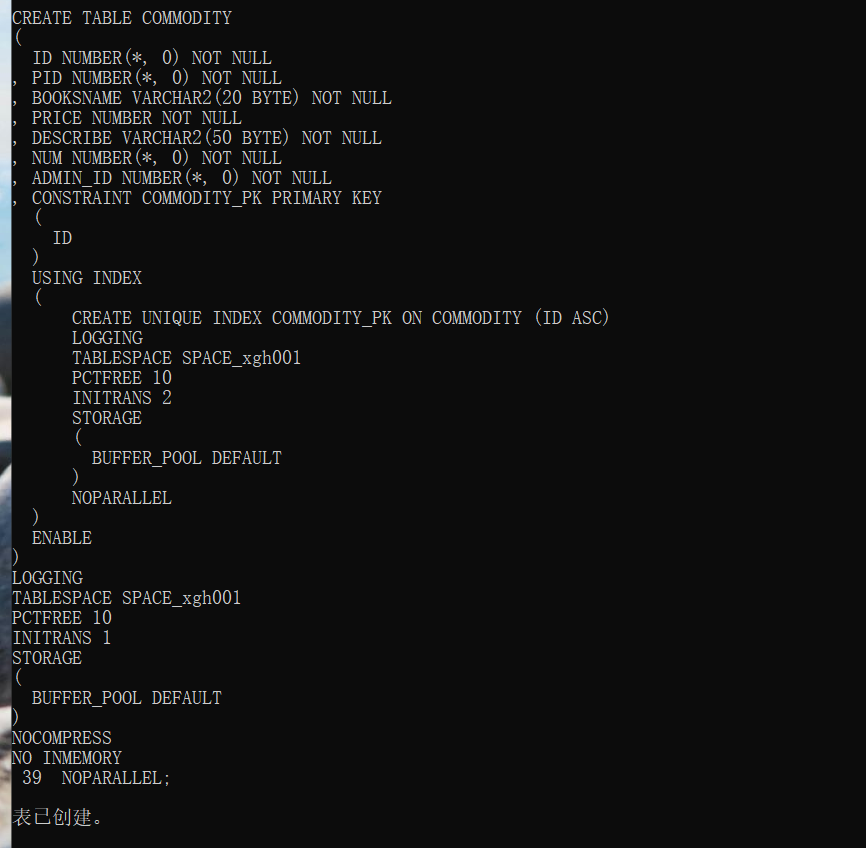 CREATE TABLE COMMODITY
(
  ID NUMBER(*, 0) NOT NULL
, PID NUMBER(*, 0) NOT NULL
, BOOKSNAME VARCHAR2(20 BYTE) NOT NULL
, PRICE NUMBER NOT NULL
, DESCRIBE VARCHAR2(50 BYTE) NOT NULL
, NUM NUMBER(*, 0) NOT NULL
, ADMIN_ID NUMBER(*, 0) NOT NULL
, CONSTRAINT COMMODITY_PK PRIMARY KEY
  (
    ID
  )
  USING INDEX
  (
      CREATE UNIQUE INDEX COMMODITY_PK ON COMMODITY (ID ASC)
      LOGGING
      TABLESPACE SPACE_xgh001
      PCTFREE 10
      INITRANS 2
      STORAGE
      (
        BUFFER_POOL DEFAULT
      )
      NOPARALLEL
  )
  ENABLE
)
LOGGING
TABLESPACE SPACE_xgh001
PCTFREE 10
INITRANS 1
STORAGE
(
  BUFFER_POOL DEFAULT
)
NOCOMPRESS
NO INMEMORY
 39  NOPARALLEL;

表已创建。